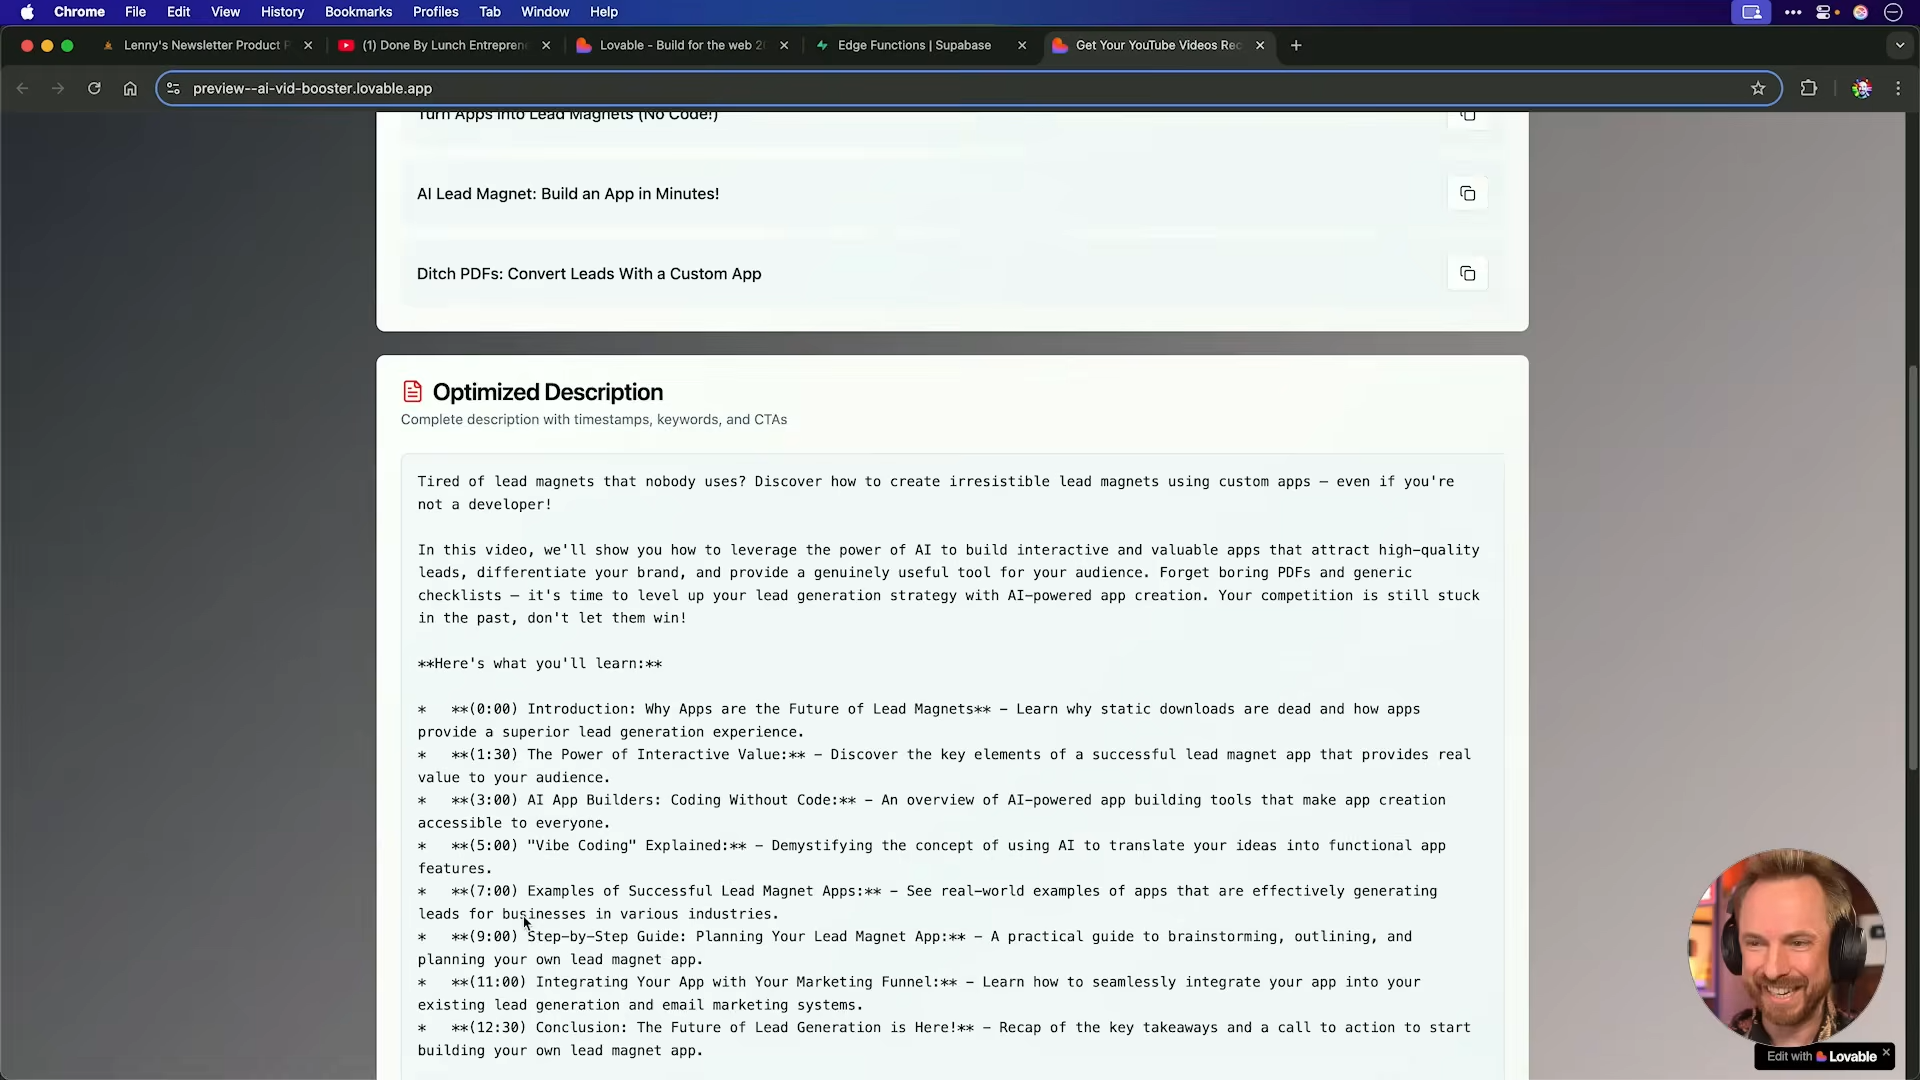 Chrome File Edit View History Bookmarks Profiles Tab Window Help
Lenny's Newsletter Product (1) Done By Lunch Entrepren Lovable - Build for the web Edge Functions | Supabase Get Your YouTube Videos Rec
preview--ai-vid-booster.lovable.app
Turn Apps into Lead Magnets (No Code!)
AI Lead Magnet: Build an App in Minutes!
Ditch PDFs: Convert Leads With a Custom App
Optimized Description
Complete description with timestamps, keywords, and CTAs
Tired of lead magnets that nobody uses? Discover how to create irresistible lead magnets using custom apps – even if you're
not a developer!
In this video, we'll show you how to leverage the power of AI to build interactive and valuable apps that attract high-quality
leads, differentiate your brand, and provide a genuinely useful tool for your audience. Forget boring PDFs and generic
checklists – it's time to level up your lead generation strategy with AI-powered app creation. Your competition is still stuck
in the past, don't let them win!
**Here's what you'll learn:**
*   **(0:00) Introduction: Why Apps are the Future of Lead Magnets** – Learn why static downloads are dead and how apps
provide a superior lead generation experience.
*   **(1:30) The Power of Interactive Value:** – Discover the key elements of a successful lead magnet app that provides real
value to your audience.
*   **(3:00) AI App Builders: Coding Without Code:** – An overview of AI-powered app building tools that make app creation
accessible to everyone.
*   **(5:00) "Vibe Coding" Explained:** – Demystifying the concept of using AI to translate your ideas into functional app
features.
*   **(7:00) Examples of Successful Lead Magnet Apps:** – See real-world examples of apps that are effectively generating
leads for businesses in various industries.
*   **(9:00) Step-by-Step Guide: Planning Your Lead Magnet App:** – A practical guide to brainstorming, outlining, and
planning your own lead magnet app.
*   **(11:00) Integrating Your App with Your Marketing Funnel:** – Learn how to seamlessly integrate your app into your
existing lead generation and email marketing systems.
*   **(12:30) Conclusion: The Future of Lead Generation is Here!** – Recap of the key takeaways and a call to action to start
building your own lead magnet app.
Edit with Lovable